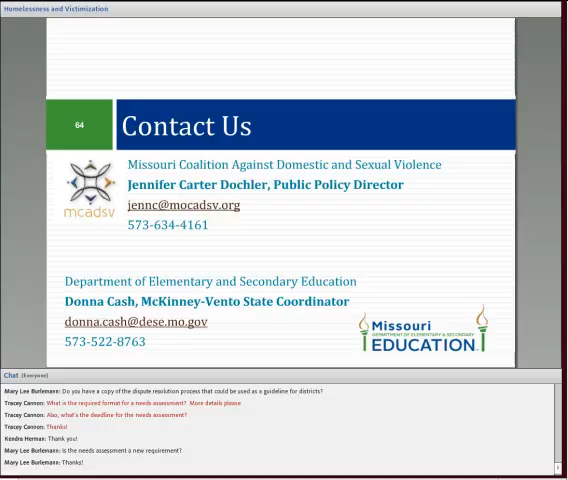 Homelessness and Victimization
64
Contact Us
Missouri Coalition Against Domestic and Sexual Violence
Jennifer Carter Dochler, Public Policy Director
jennc@mocadsv.org
573-634-4161
mcadsv
Department of Elementary and Secondary Education
Donna Cash, McKinney-Vento State Coordinator
donna.cash@dese.mo.gov
573-522-8763
Missouri
DEPARTMENT OF ELEMENTARY & SECONDARY
EDUCATION
Chat (Everyone)
Mary Lee Burlemann: Do you have a copy of the dispute resolution process that could be used as a guideline for districts?
Tracey Cannon: What is the required format for a needs assessment? More details please
Tracey Cannon: Also, what's the deadline for the needs assessment?
Tracey Cannon: Thanks!
Kendra Herman: Thank you!
Mary Lee Burlemann: Is the needs assessment a new requirement?
Mary Lee Burlemann: Thanks!